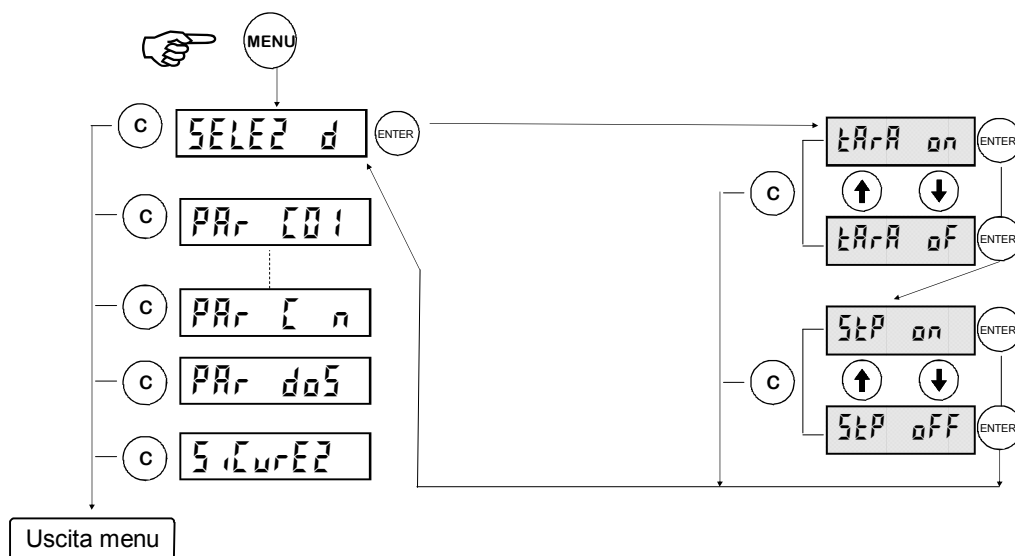 MENU
C SELEZ d ENTER
tArA on ENTER
C
tArA oF ENTER
C PAr C01
C PAr C n
StP on ENTER
C PAr doS
C
StP oFF ENTER
C SiCurEZ
Uscita menu